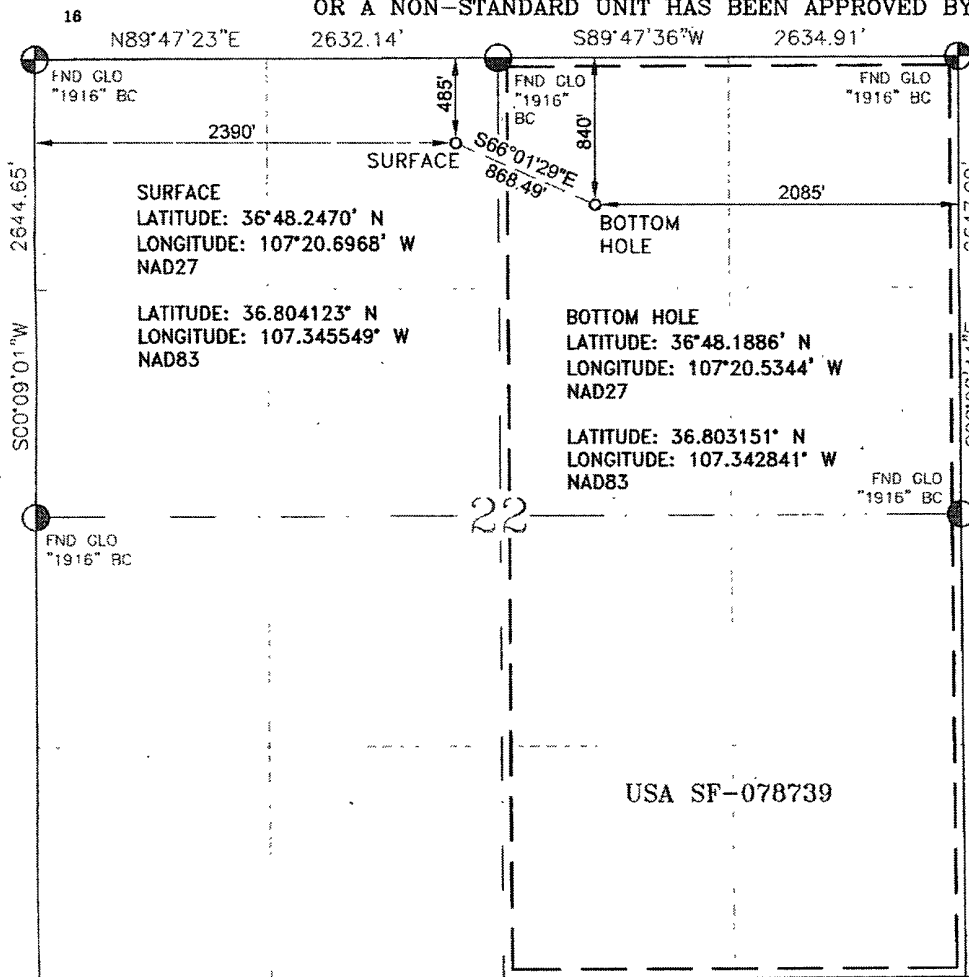 OR A NON-STANDARD UNIT HAS BEEN APPROVED BY
16
N89°47'23"E 2632.14'
S89°47'36"W 2634.91'
FND GLO
"1916" BC
FND GLO
"1916"
BC
FND GLO
"1916" BC
485'
840'
2390'
SURFACE
S66°01'29"E
868.49'
2085'
BOTTOM
HOLE
2644.65'
SC0°09'01"W
SURFACE
LATITUDE: 36°48.2470' N
LONGITUDE: 107°20.6968' W
NAD27
LATITUDE: 36.804123° N
LONGITUDE: 107.345549° W
NAD83
BOTTOM HOLE
LATITUDE: 36°48.1886' N
LONGITUDE: 107°20.5344' W
NAD27
LATITUDE: 36.803151° N
LONGITUDE: 107.342841° W
NAD83
FND GLO
"1916" BC
22
FND GLO
"1916" BC
USA SF-078739